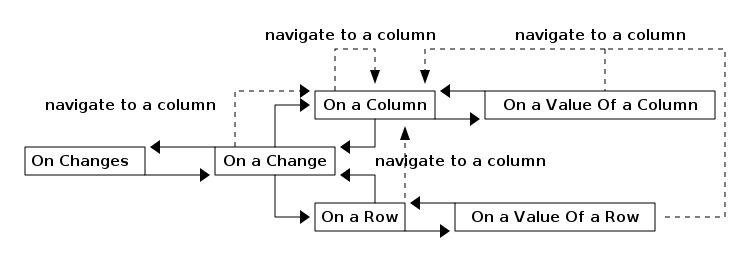 navigate to a column
navigate to a column
navigate to a column
On a Column
On a Value Of a Column
On Changes
On a Change
navigate to a column
On a Row
On a Value Of a Row